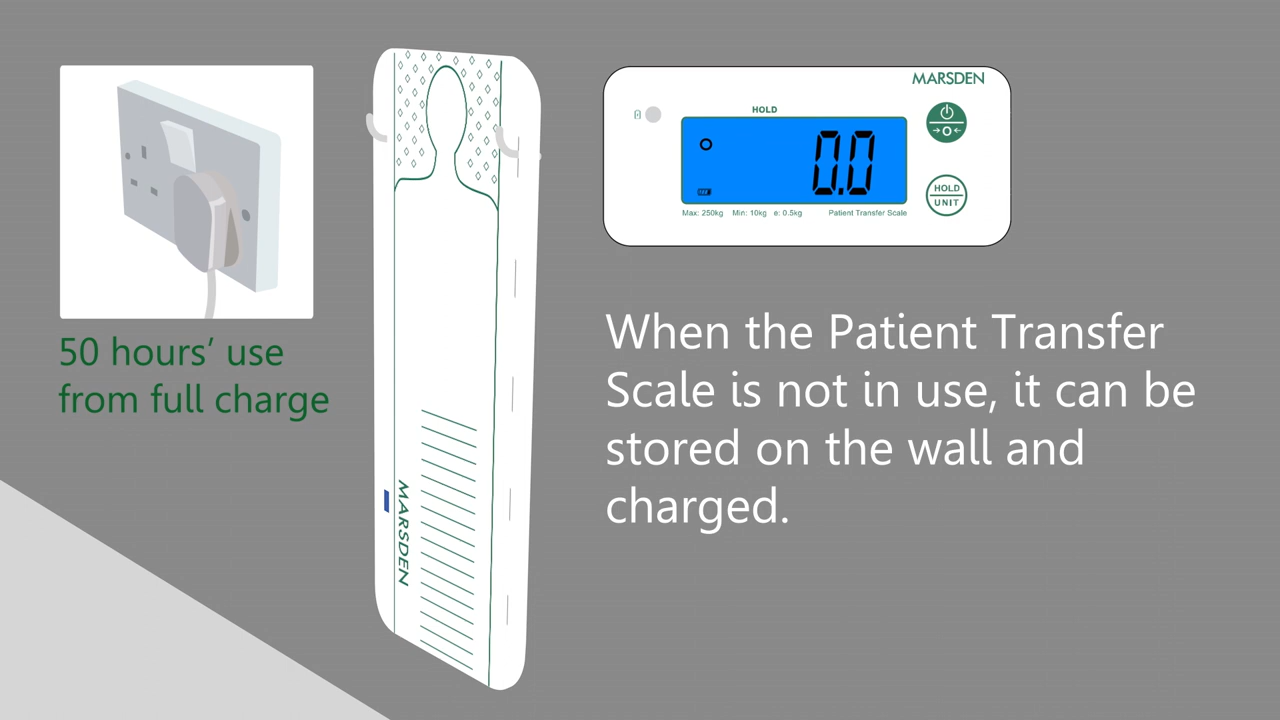 50 hours’ use
from full charge
MARSDEN
MARSDEN
HOLD
0.0
HOLD
UNIT
Max: 250kg Min: 10kg e: 0.5kg Patient Transfer Scale
When the Patient Transfer
Scale is not in use, it can be
stored on the wall and
charged.